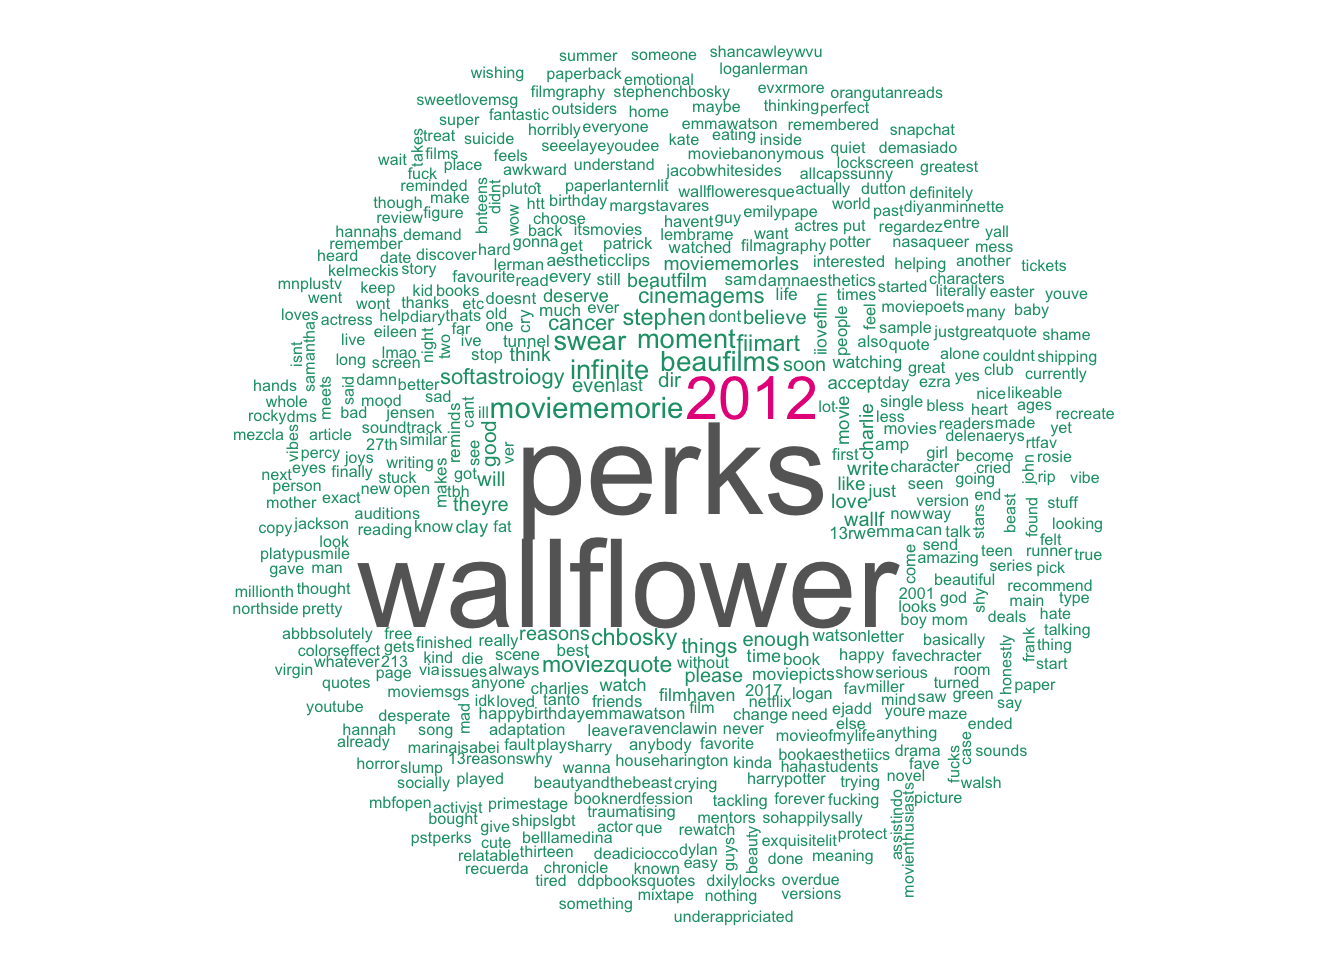 summer someone shancawleywvu
wishing paperback emotional loganlerman
filmgraphy stephenchbosky evxrmore orangutanreads
sweetlovemsg outsiders home maybe thinking perfect
super fantastic horribly everyone emmawatson remembered snapchat
takes treat suicide seeelayeyoudee kate eating inside quiet demasiado
wait films feels understand moviebanonymous lockscreen greatest
fuck place awkward jacobwhitesides allcapssunny
reminded bnteens didnt plutôt paperlanternlit wallfloweresque actually dutton definitely
though make htt birthday margstavares emilypape world past diyanminnette
review figure wow choose havent guy actres put regardez entre
hannahs demand back itsmovies lembrame want yall
remember hard gonna get patrick watched filmagraphy potter nasaqueer mess
heard date discover lerman aestheticclips moviememorles interested helping another tickets
kelmeckis story favourite read every still beautfilm sam damnaesthetics started characters
mnplustv keep kid books deserve cinemagems life times literally easter youve
went wont thanks etc doesnt much ever iilovefilm people feel moviepoets many baby
loves actress help diary thats old cry cancer stephen dont believe sample justgreatquote shame
isnt samantha live eileen night two far one tunnel swear moment fiimart also quote alone couldnt shipping
long lmao ive stop think infinite beaufilms soon watching great club currently
hands meets said screen damn better softastroiogy even last dir accept day ezra yes nice likeable
whole mood sad cant ill moviememorie 2012 lot movie charlie single bless heart ages
rocky dms bad jensen less readers made recreate
mezcla vibes article soundtrack reminds see good ver amp movies delenaerys rtfav yet
percy 27th similar perks first girl become john rosie
next joys writing got will write character cried rip vibe
eyes finally stuck makes like seen going
person new open tbh love just version stars end beast found stuff
mother exact auditions theyre wallf now way looking
copy jackson reading know clay fat 13rw emma can talk felt
look come send teen runner true
platypusmile wallflower amazing series pick
gave man beautiful recommend
millionth thought 2001 god shy main type
northside pretty looks deals hate
abbbsolutely free reasons chbosky things enough watson letter boy mom frank talking
colorseffect gets finished really basically honestly thing
whatever 213 kind die scene best without time book happy favechracter start
virgin page via issues always moviezquote please moviepicts show serious room
quotes moviemsgs anyone charlies watch filmhaven 2017 logan fav miller turned green paper
youtube idk loved tanto friends film netflix mind saw say
desperate mad happybirthdayemmawatson change need ejadd youre maze ended
hannah song adaptation leave ravenclawin never movieofmylife else anything
already marinaisabei fault plays harry anybody favorite bookaesthetiics drama fucks case sounds
horror slump 13reasonswhy wanna househarington kinda hahastudents fave
socially played beautyandthebeast crying harrypotter trying novel walsh
mbfopen activist primestage booknerdfession tackling forever fucking assistindo movienthusiasts picture
bought give shipslgbt traumatising mentors sohappilysally
pstperks cute belllamedina actor que rewatch guys beauty exquisitelit protect
relatable thirteen deadiciocco dylan done meaning
recuerda chronicle known easy
tired ddpbooksquotes dxilylocks overdue
mixtape nothing versions
something
underappriciated